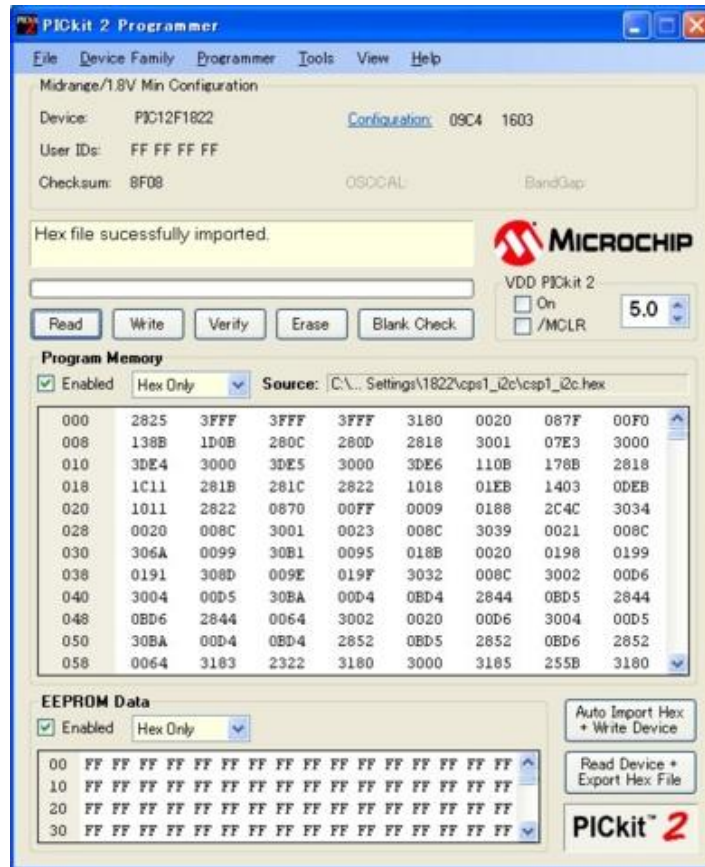 PICkit 2 Programmer
File Device Family Programmer Tools View Help
Midrange/1.8V Min Configuration
Device: PIC12F1822 Configuration: 09C4 1603
User IDs: FF FF FF FF
Checksum: 8F08 OSCCAL: BandGap:
Hex file sucessfully imported.
MICROCHIP
VDD PICkit 2
On
/MCLR
5.0
Read Write Verify Erase Blank Check
Program Memory
Enabled Hex Only Source: C:\... Settings\1822\cps1_i2c\csp1_i2c.hex
000 2825 3FFF 3FFF 3FFF 3180 0020 087F 00F0
008 138B 1D0B 280C 280D 2818 3001 07E3 3000
010 3DE4 3000 3DE5 3000 3DE6 110B 178B 2818
018 1C11 281B 281C 2822 1018 01EB 1403 0DEB
020 1011 2822 0870 00FF 0009 0188 2C4C 3034
028 0020 008C 3001 0023 008C 3039 0021 008C
030 306A 0099 30B1 0095 018B 0020 0198 0199
038 0191 308D 009E 019F 3032 008C 3002 00D6
040 3004 00D5 30BA 00D4 0BD4 2844 0BD5 2844
048 0BD6 2844 0064 3002 0020 00D6 3004 00D5
050 30BA 00D4 0BD4 2852 0BD5 2852 0BD6 2852
058 0064 3183 2322 3180 3000 3185 255B 3180
EEPROM Data
Enabled Hex Only
00 FF FF FF FF FF FF FF FF FF FF FF FF FF FF FF FF
10 FF FF FF FF FF FF FF FF FF FF FF FF FF FF FF FF
20 FF FF FF FF FF FF FF FF FF FF FF FF FF FF FF FF
30 FF FF FF FF FF FF FF FF FF FF FF FF FF FF FF FF
Auto Import Hex
+ Write Device
Read Device +
Export Hex File
PICkit™ 2